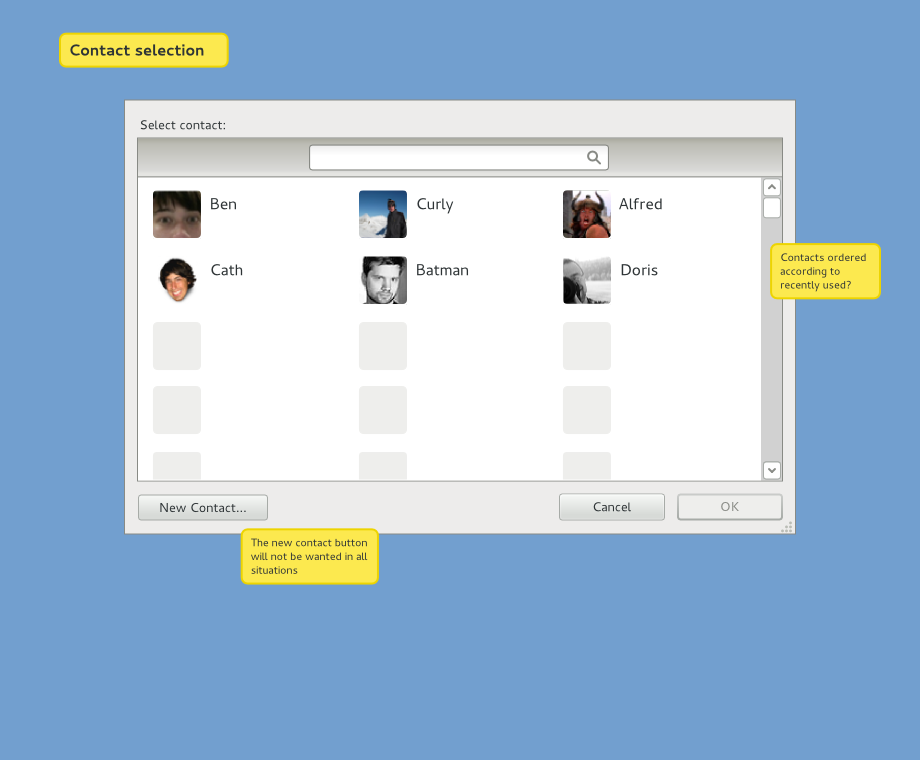 Contact selection
Select contact:
Ben
Curly
Alfred
Cath
Batman
Doris
Contacts ordered
according to
recently used?
New Contact...
Cancel
OK
The new contact button
will not be wanted in all
situations